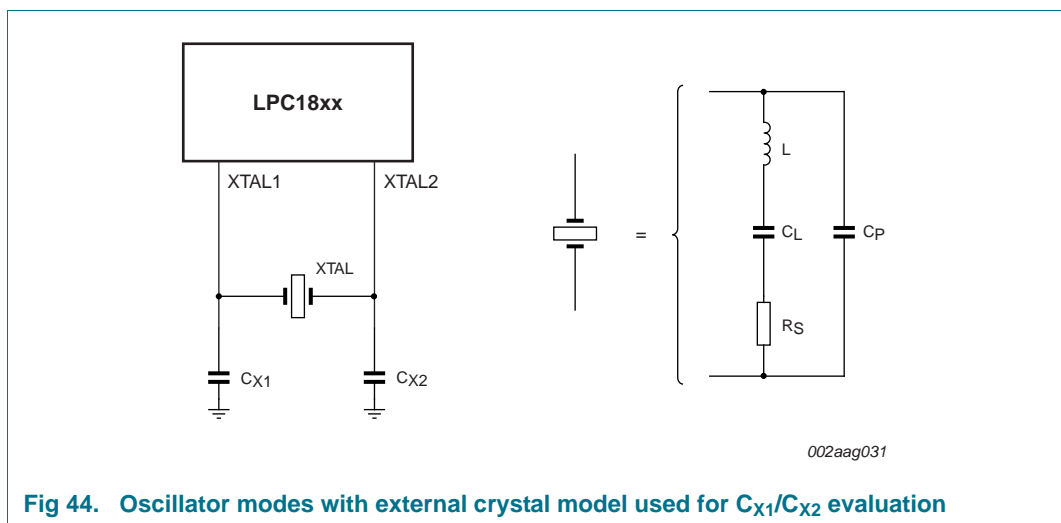 LPC18xx
XTAL1
XTAL2
XTAL
CX1
CX2
=
L
CL
CP
RS
002aag031
Fig 44. Oscillator modes with external crystal model used for CX1/CX2 evaluation